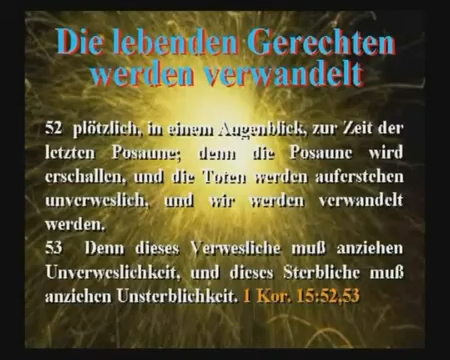 Die lebenden Gerechten
werden verwandelt
52 plötzlich, in einem Augenblick, zur Zeit der
letzten Posaune; denn die Posaune wird
erschallen, und die Toten werden auferstehen
unverweslich, und wir werden verwandelt
werden.
53 Denn dieses Verwesliche muß anziehen
Unverweslichkeit, und dieses Sterbliche muß
anziehen Unsterblichkeit. 1 Kor. 15:52,53